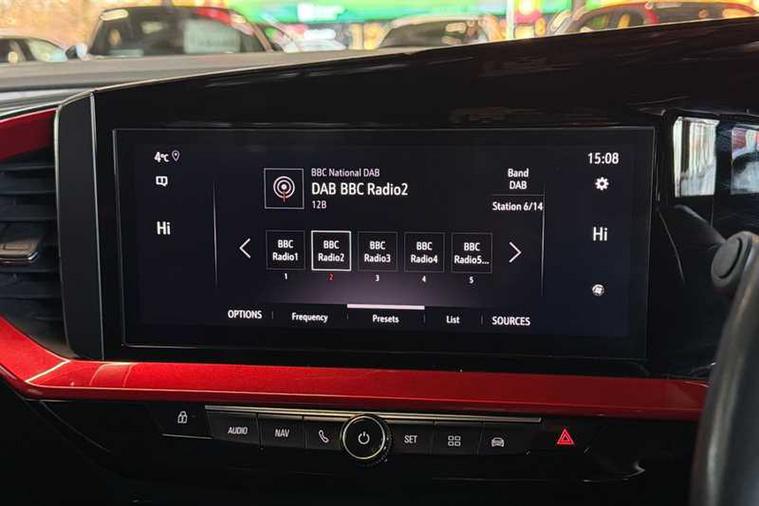 4°C
15:08
BBC National DAB
DAB BBC Radio2
12B
Band
DAB
Station 6/14
Hi
Hi
BBC Radio1
BBC Radio2
BBC Radio3
BBC Radio4
BBC Radio5...
1 2 3 4 5
OPTIONS Frequency Presets List SOURCES
AUDIO NAV SET